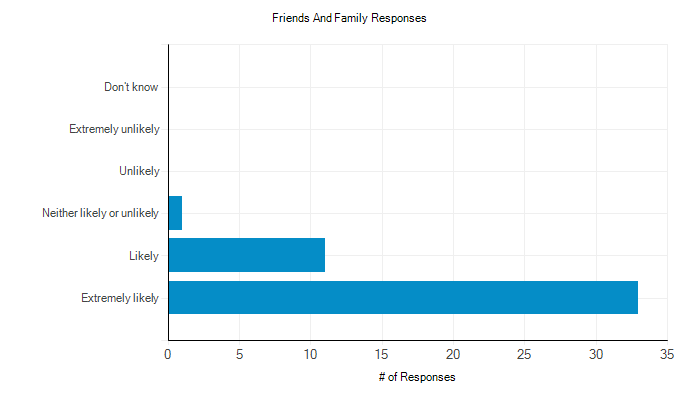 Friends And Family Responses
Don't know
Extremely unlikely
Unlikely
Neither likely or unlikely
Likely
Extremely likely
0 5 10 15 20 25 30 35
# of Responses